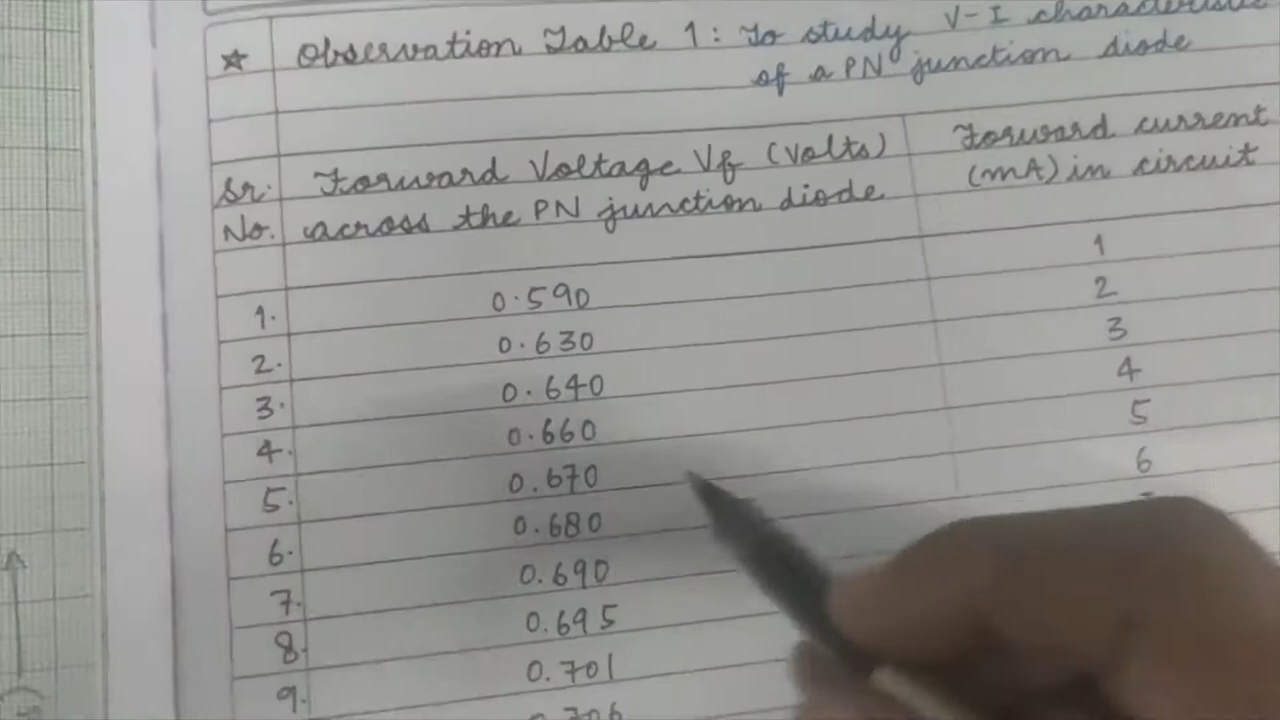 ★ Observation Table 1: To study V-I characteristic
of a PN junction diode
Sr. No. Forward Voltage Vf (Volts) across the PN junction diode Forward current (mA) in circuit
1. 0.590 1
2. 0.630 2
3. 0.640 3
4. 0.660 4
5. 0.670 5
6. 0.680 6
7. 0.690
8. 0.695
9. 0.701
0.706